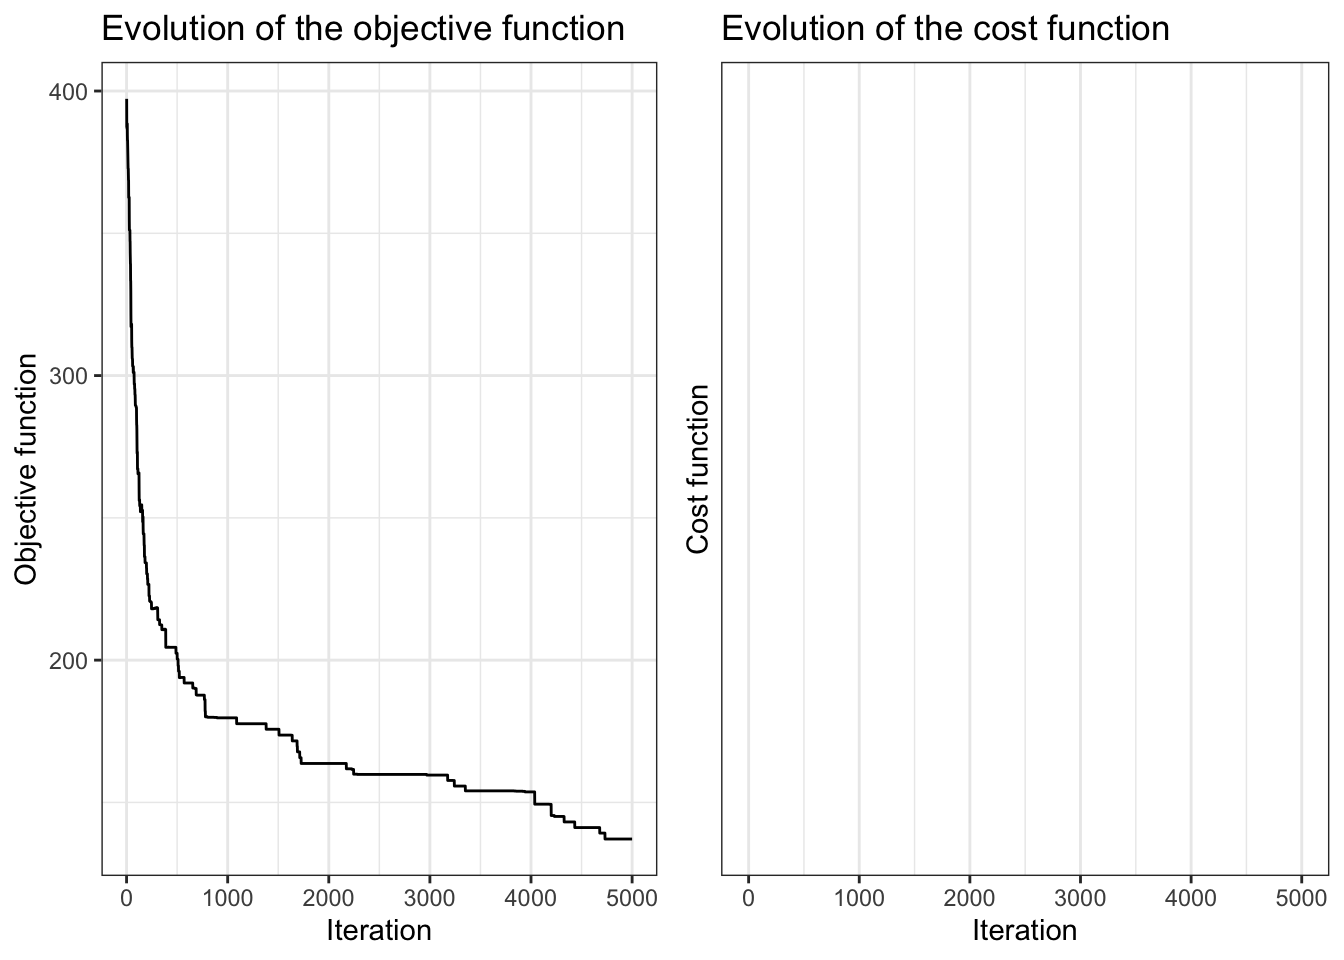 Evolution of the objective function
Evolution of the cost function
400
300
200
Objective function
0 1000 2000 3000 4000 5000
Iteration
Cost function
0 1000 2000 3000 4000 5000
Iteration